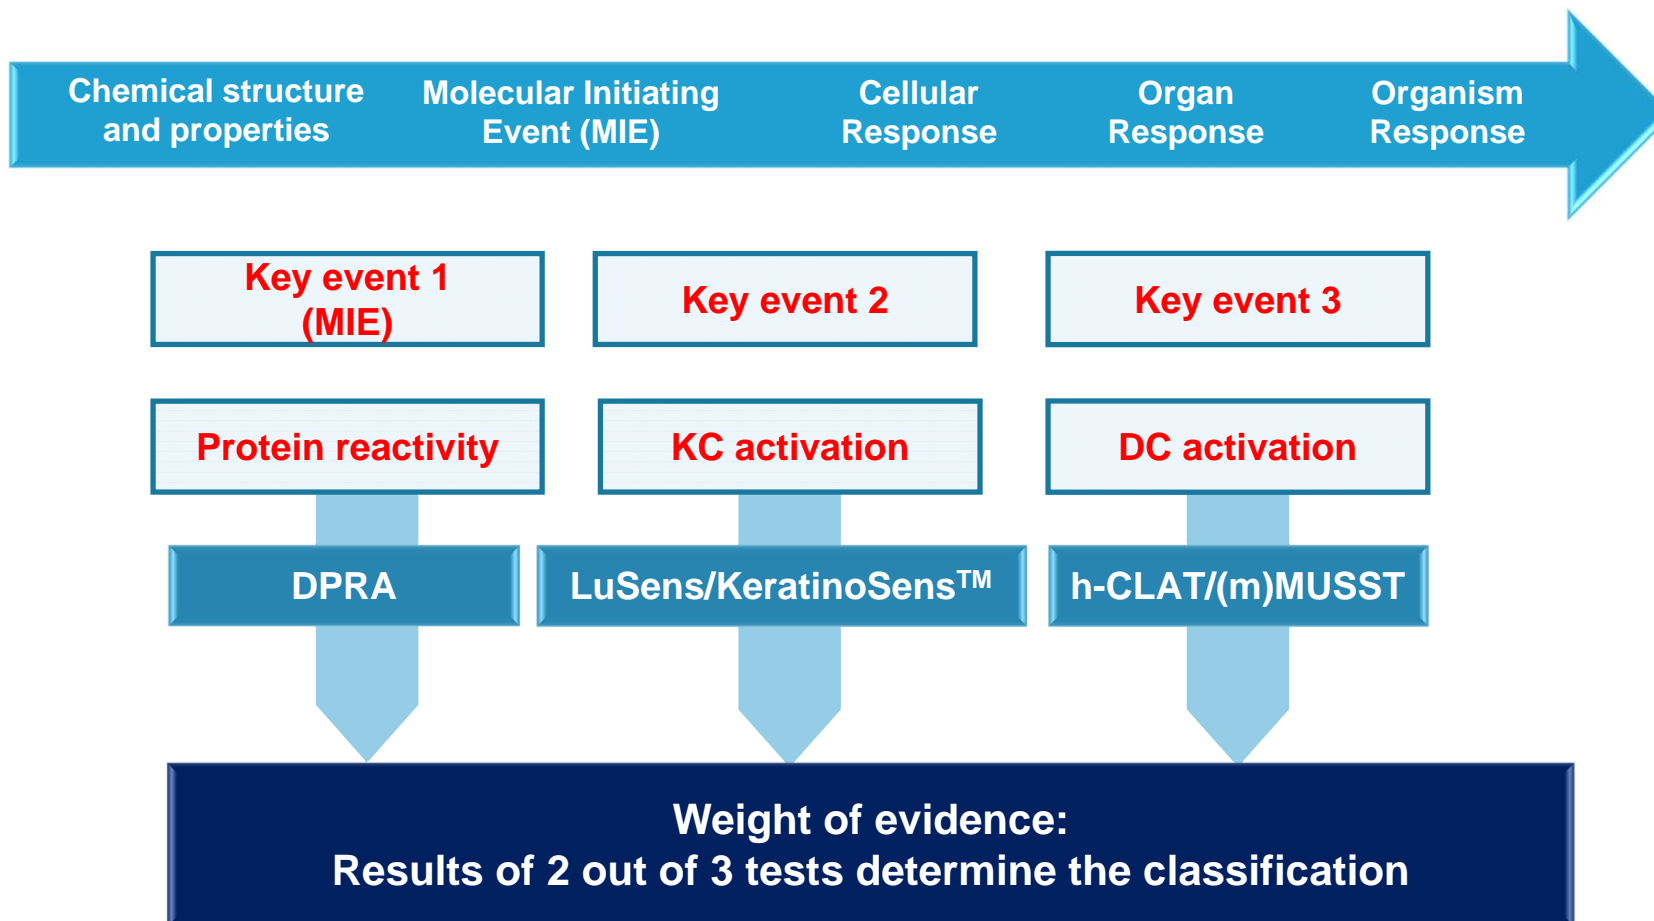 Chemical structure
and properties
Molecular Initiating
Event (MIE)
Cellular
Response
Organ
Response
Organism
Response
Key event 1
(MIE)
Key event 2
Key event 3
Protein reactivity
KC activation
DC activation
DPRA
LuSens/KeratinoSens™
h-CLAT/(m)MUSST
Weight of evidence:
Results of 2 out of 3 tests determine the classification